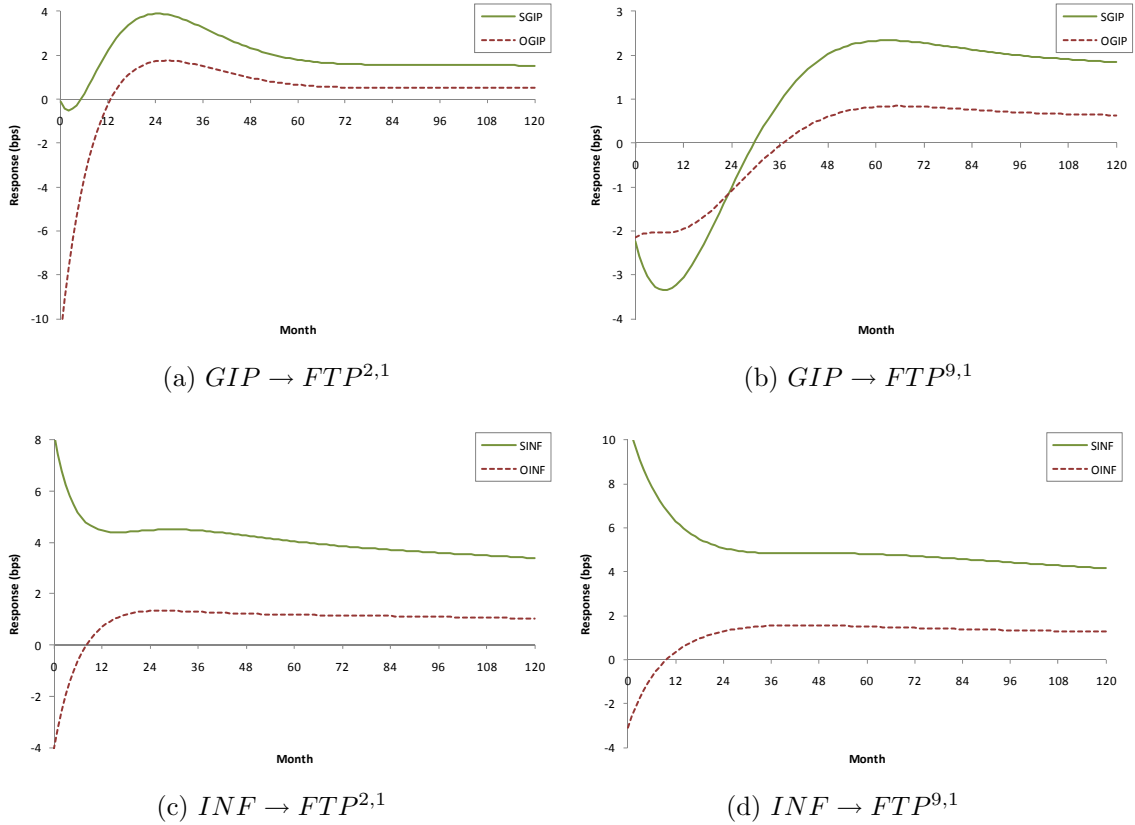 SGIP
OGIP
4
2
0
-2
-4
-6
-8
-10
0 12 24 36 48 60 72 84 96 108 120
Response (bps)
Month
(a) GIP → FTP^{2,1}
SGIP
OGIP
3
2
1
0
-1
-2
-3
-4
0 12 24 36 48 60 72 84 96 108 120
Response (bps)
Month
(b) GIP → FTP^{9,1}
SINF
OINF
8
6
4
2
0
-2
-4
0 12 24 36 48 60 72 84 96 108 120
Response (bps)
Month
(c) INF → FTP^{2,1}
SINF
OINF
10
8
6
4
2
0
-2
-4
0 12 24 36 48 60 72 84 96 108 120
Response (bps)
Month
(d) INF → FTP^{9,1}